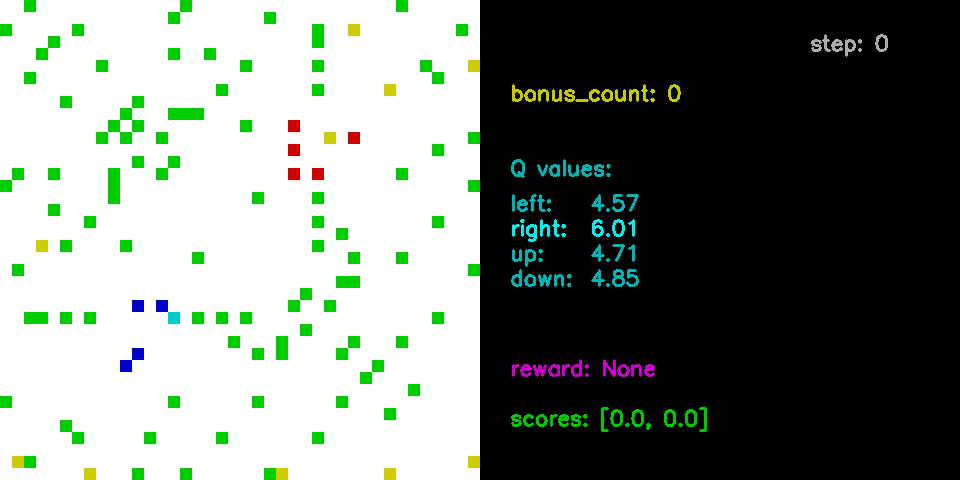 step: 0
bonus_count: 0
Q values:
left: 4.57
right: 6.01
up: 4.71
down: 4.85
reward: None
scores: [0.0, 0.0]